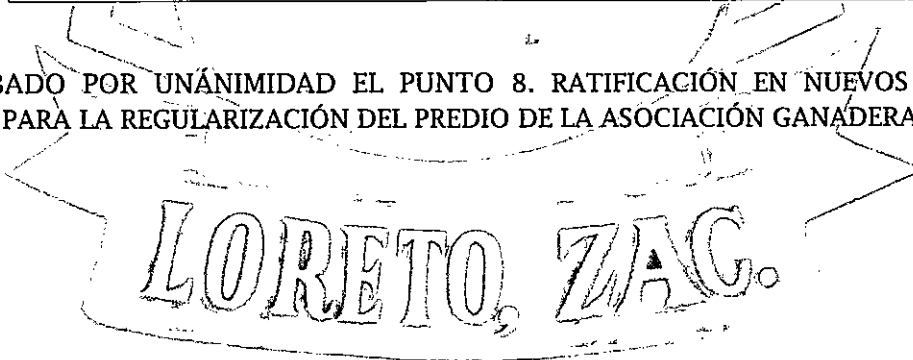 BADO POR UNÁNIMIDAD EL PUNTO 8. RATIFICACIÓN EN NUEVOS
PARA LA REGULARIZACIÓN DEL PREDIO DE LA ASOCIACIÓN GANADERA
LORETO, ZAC.